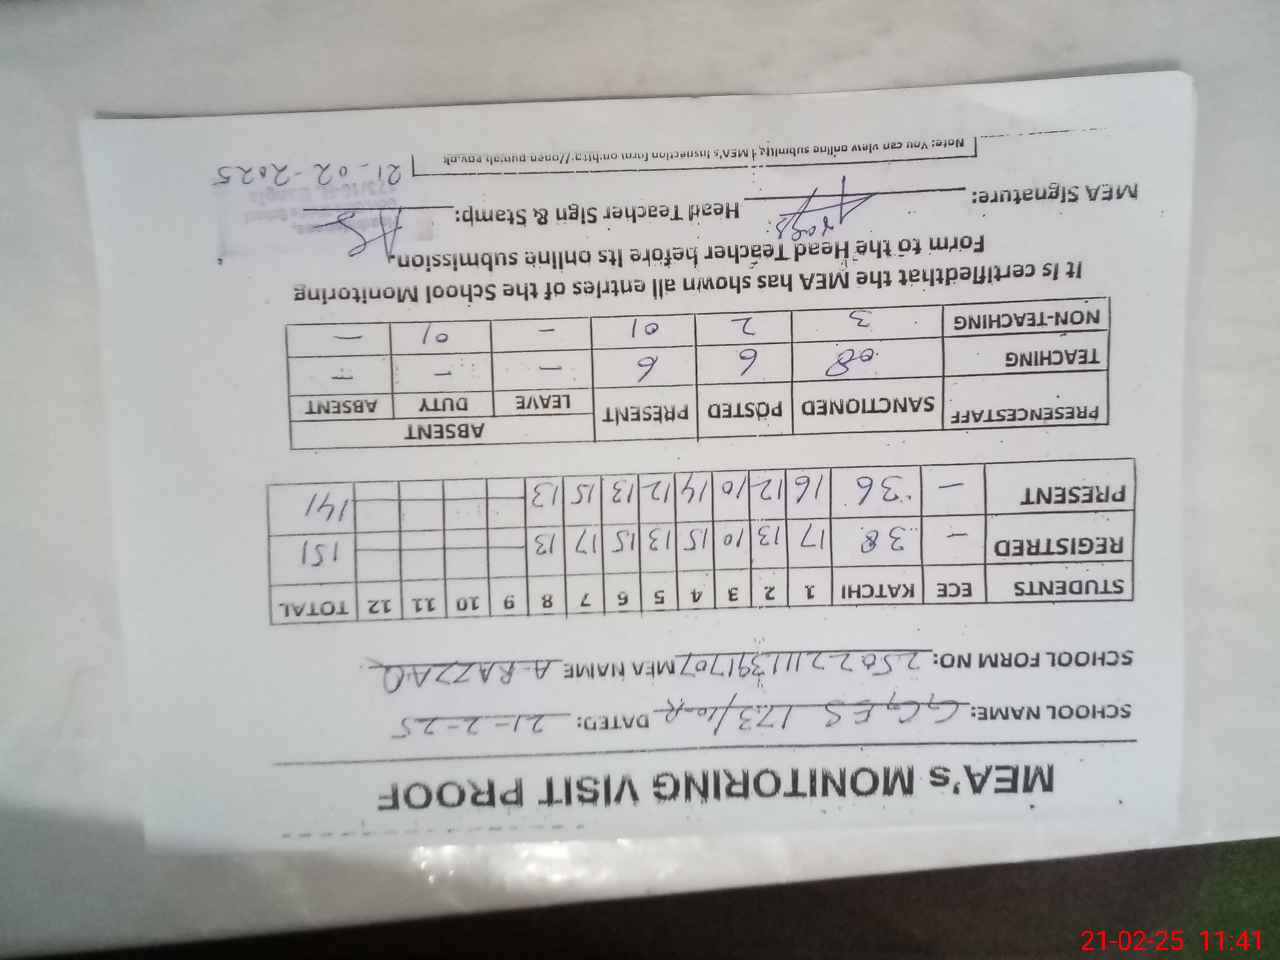 MEA's MONITORING VISIT PROOF
SCHOOL NAME: GGES 173/10-R DATED: 21-2-25
SCHOOL FORM NO: 2502211139170 7 MEA NAME A-RAZZAQ
STUDENTS ECE KATCHI 1 2 3 4 5 6 7 8 9 10 11 12 TOTAL
REGISTRED - 38 17 13 10 15 13 15 17 13 151
PRESENT - 36 16 12 10 14 12 13 15 13 141
PRESENCESTAFF SANCTIONED POSTED PRESENT ABSENT
LEAVE DUTY ABSENT
TEACHING 08 6 6 - - -
NON-TEACHING 3 2 01 - 01 -
It is certifiedthat the MEA has shown all entries of the School Monitoring
Form to the Head Teacher before its online submission.
MEA Signature: Head Teacher Sign & Stamp:
21-02-2025
Note: You can view online submitted MEA's Inspection form on:http://open.punjab.gov.pk
21-02-25 11:41